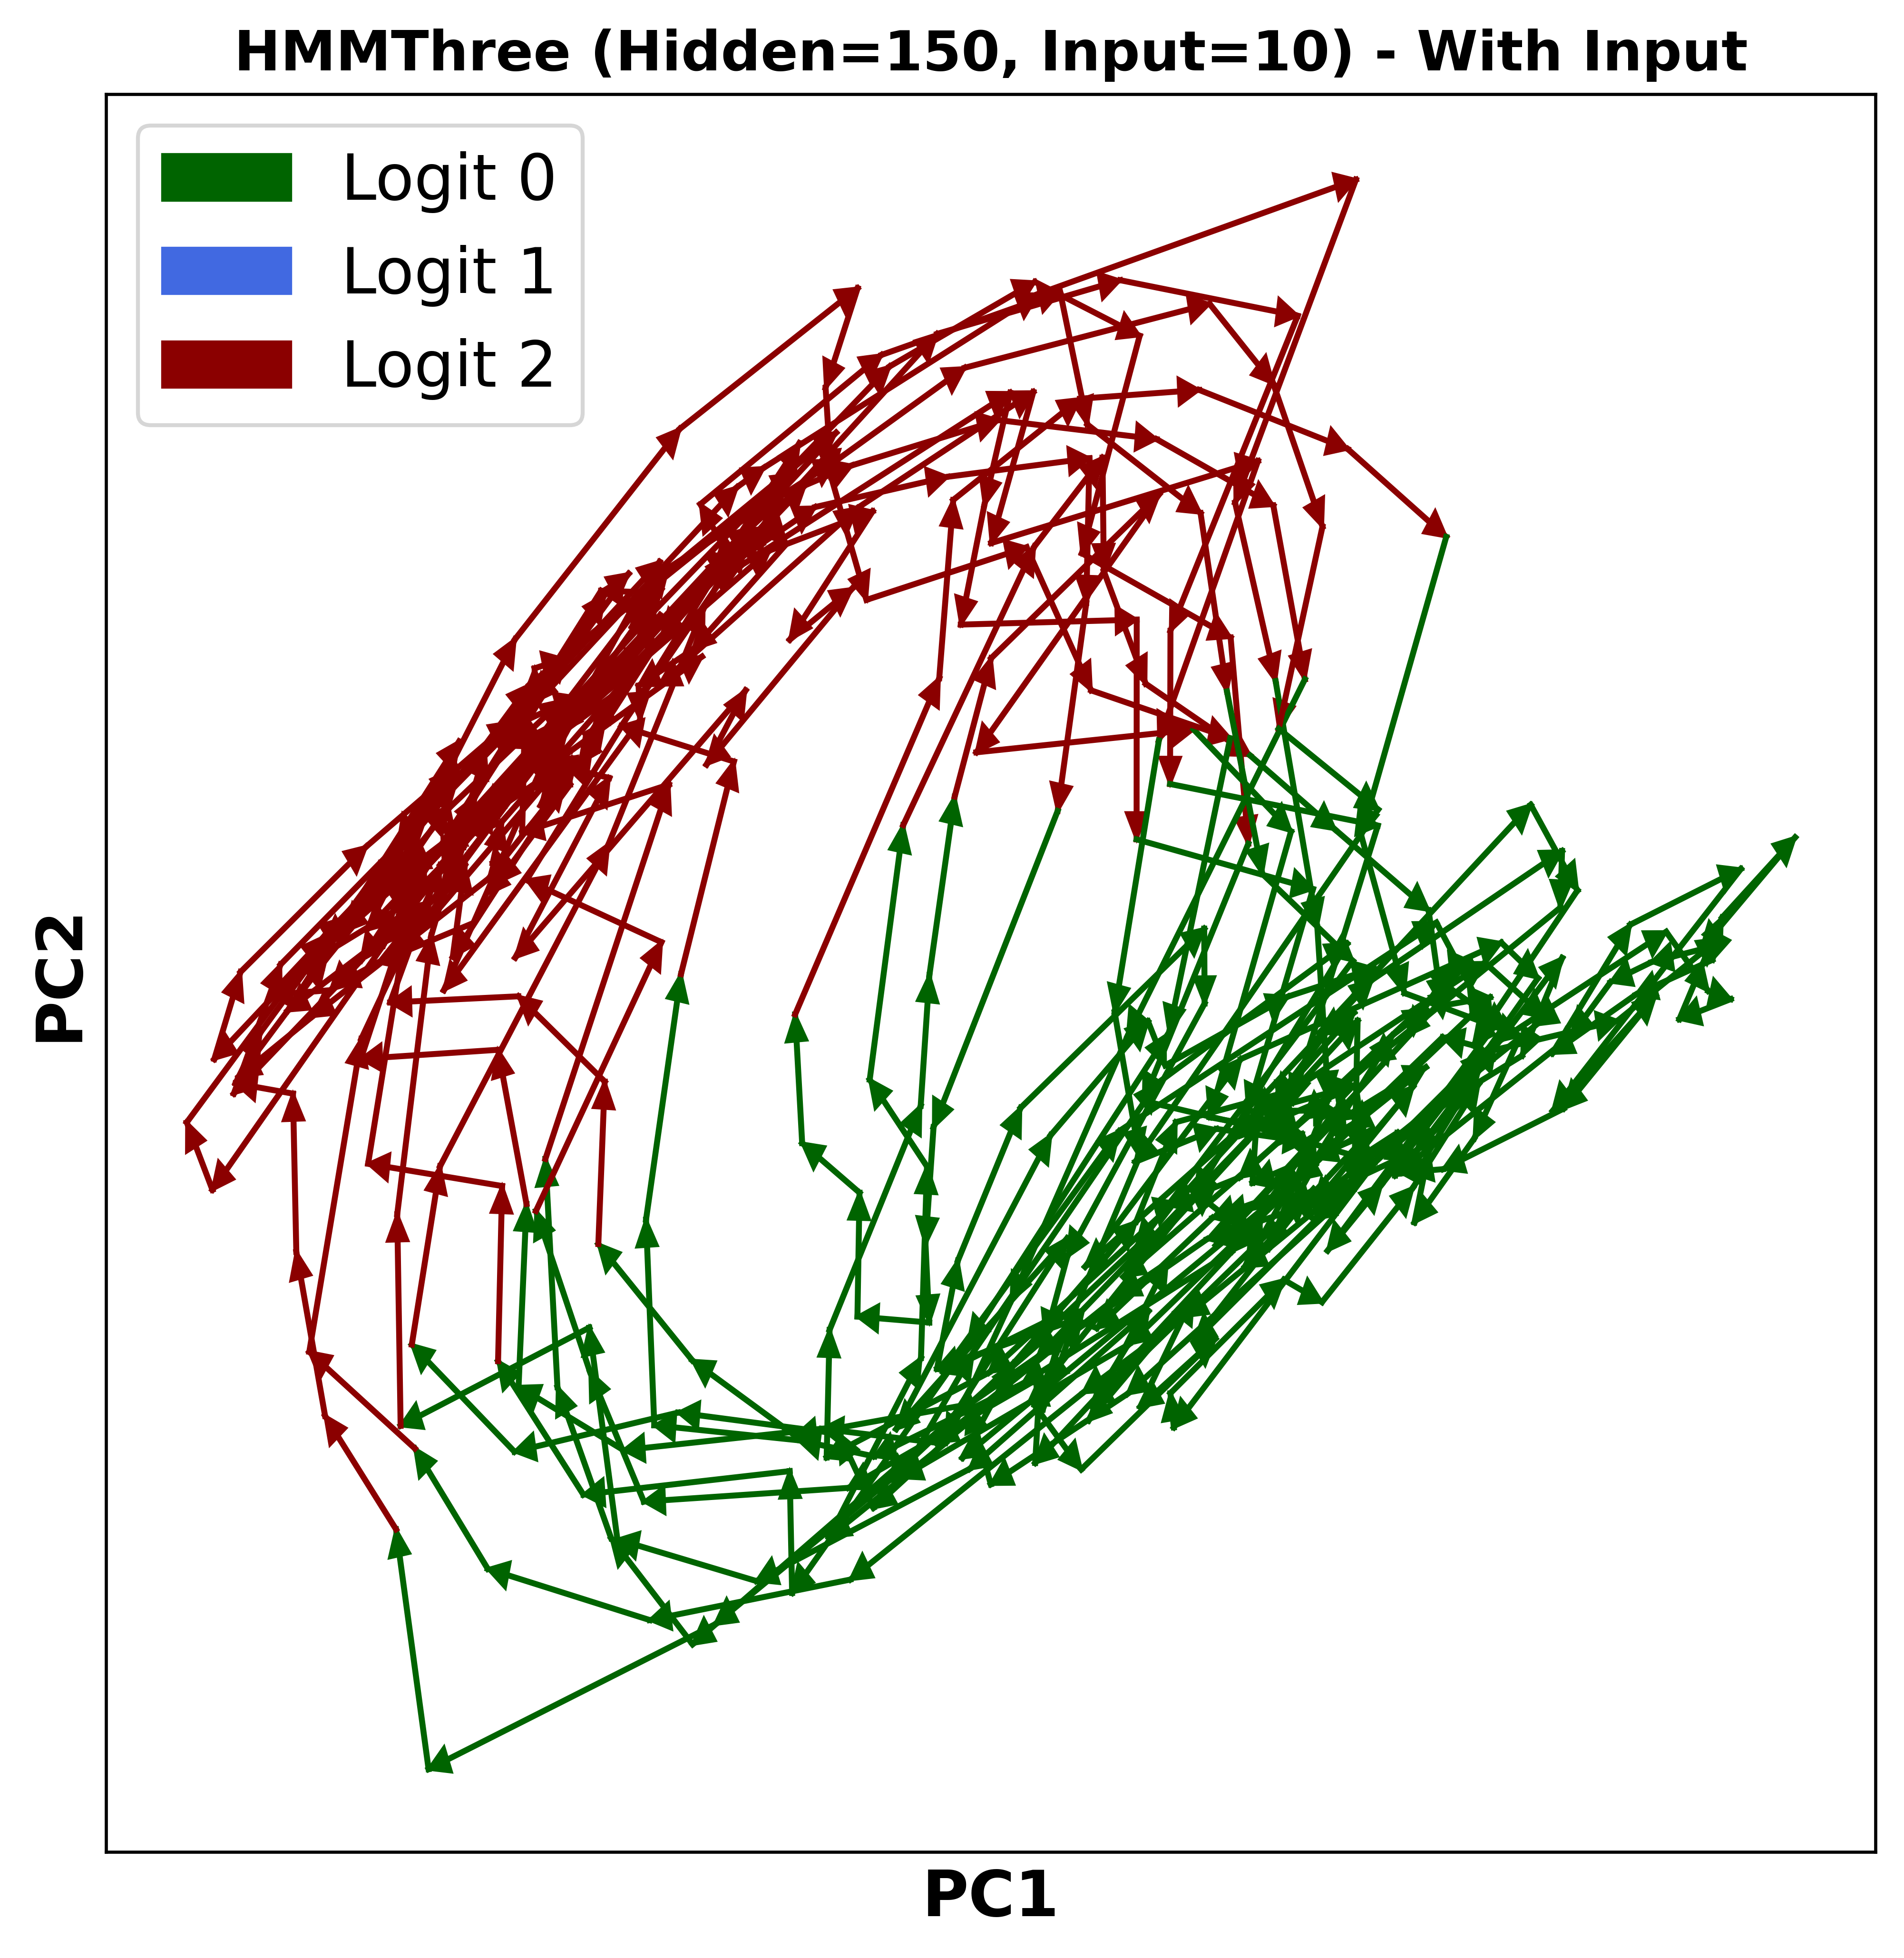 HMMThree (Hidden=150, Input=10) - With Input
Logit 0
Logit 1
Logit 2
PC2
PC1